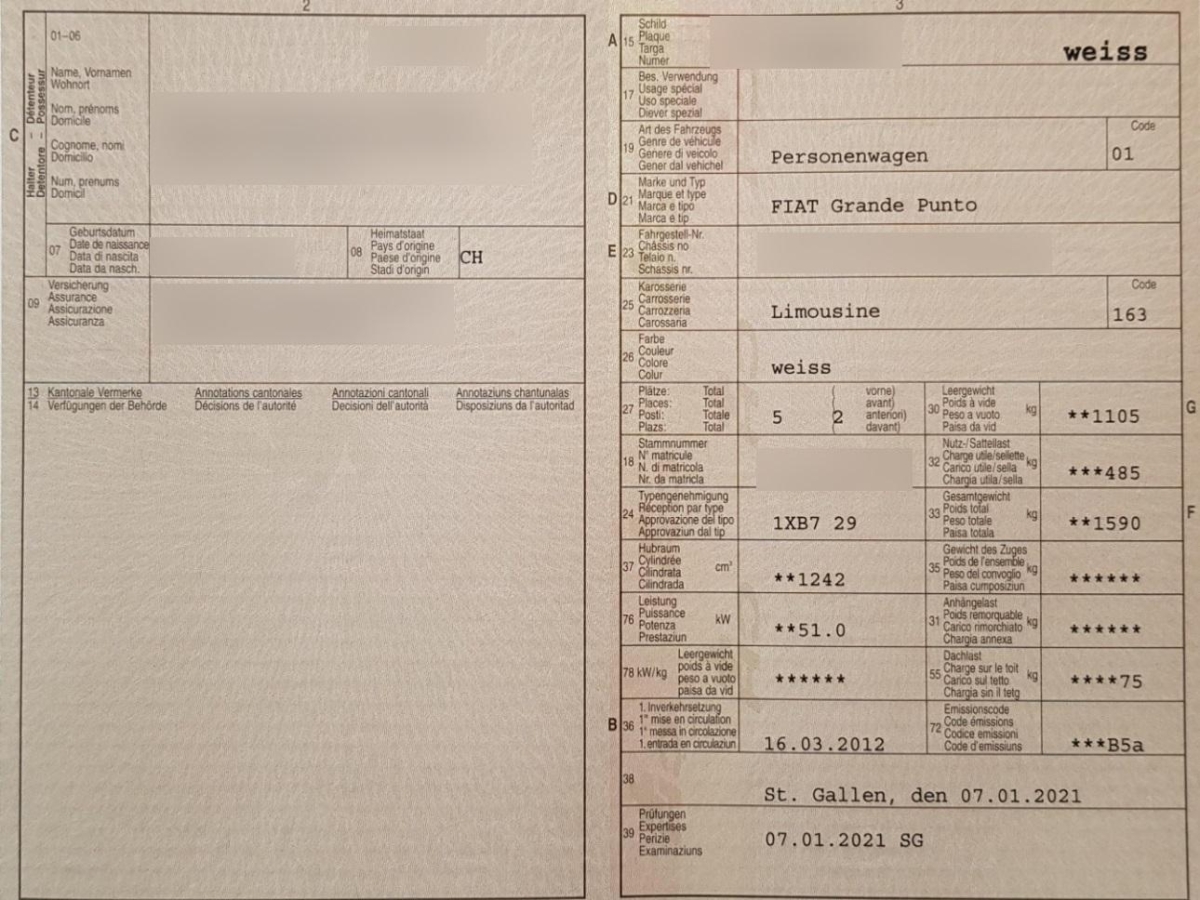 2
01-06
Name, Vornamen
Wohnort
Nom, prénoms
Domicile
Cognome, nomi
Domicilio
Num, prenums
Domicil
C
Halter – Détenteur
Detentore – Possessur
07
Geburtsdatum
Date de naissance
Data di nascita
Data da nasch.
08
Heimatstaat
Pays d'origine
Paese d'origine
Stadi d'origin
CH
09
Versicherung
Assurance
Assicurazione
Assicuranza
13 Kantonale Vermerke Annotations cantonales Annotazioni cantonali Annotaziuns chantunalas
14 Verfügungen der Behörde Décisions de l'autorité Decisioni dell'autorità Disposiziuns da l'autoritad
3
A 15
Schild
Plaque
Targa
Numer
weiss
17
Bes. Verwendung
Usage spécial
Uso speciale
Diever spezial
19
Art des Fahrzeugs
Genre de véhicule
Genere di veicolo
Gener dal vehichel
Personenwagen
Code
01
D 21
Marke und Typ
Marque et type
Marca e tipo
Marca e tip
FIAT Grande Punto
E 23
Fahrgestell-Nr.
Châssis no
Telaio n.
Schassis nr.
25
Karosserie
Carrosserie
Carrozzeria
Carossaria
Limousine
Code
163
26
Farbe
Couleur
Colore
Colur
weiss
27
Plätze: Total ( vorne)
Places: Total ( avant)
Posti: Totale ( anteriori)
Plazs: Total ( davant)
5 2
30
Leergewicht
Poids à vide
Peso a vuoto
Paisa da vid
kg
**1105
G
18
Stammnummer
N° matricule
N. di matricola
Nr. da matricla
32
Nutz-/Sattellast
Charge utile/sellette
Carico utile/sella
Chargia utila/sella
kg
***485
24
Typengenehmigung
Réception par type
Approvazione del tipo
Approvaziun dal tip
1XB7 29
33
Gesamtgewicht
Poids total
Peso totale
Paisa totala
kg
**1590
F
37
Hubraum
Cylindrée
Cilindrata
Cilindrada
cm³
**1242
35
Gewicht des Zuges
Poids de l'ensemble
Peso del convoglio
Paisa cumposiziun
kg
******
76
Leistung
Puissance
Potenza
Prestaziun
kW
**51.0
31
Anhängelast
Poids remorquable
Carico rimorchiato
Chargia annexa
kg
******
78 kW/kg
Leergewicht
poids à vide
peso a vuoto
paisa da vid
******
55
Dachlast
Charge sur le toit
Carico sul tetto
Chargia sin il tetg
kg
****75
B 36
1. Inverkehrsetzung
1° mise en circulation
1° messa in circolazione
1. entrada en circulaziun
16.03.2012
72
Emissionscode
Code émissions
Codice emissioni
Code d'emissiuns
***B5a
38
St. Gallen, den 07.01.2021
39
Prüfungen
Expertises
Perizie
Examinaziuns
07.01.2021 SG